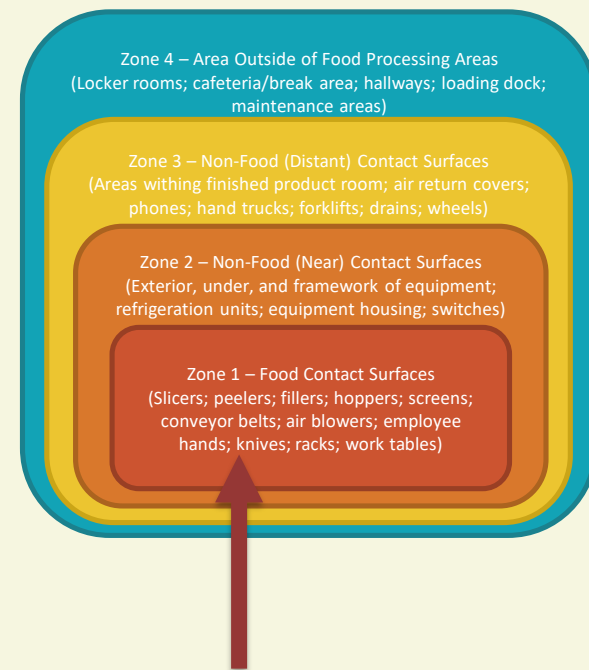 Zone 4 – Area Outside of Food Processing Areas
(Locker rooms; cafeteria/break area; hallways; loading dock;
maintenance areas)
Zone 3 – Non-Food (Distant) Contact Surfaces
(Areas withing finished product room; air return covers;
phones; hand trucks; forklifts; drains; wheels)
Zone 2 – Non-Food (Near) Contact Surfaces
(Exterior, under, and framework of equipment;
refrigeration units; equipment housing; switches)
Zone 1 – Food Contact Surfaces
(Slicers; peelers; fillers; hoppers; screens;
conveyor belts; air blowers; employee
hands; knives; racks; work tables)